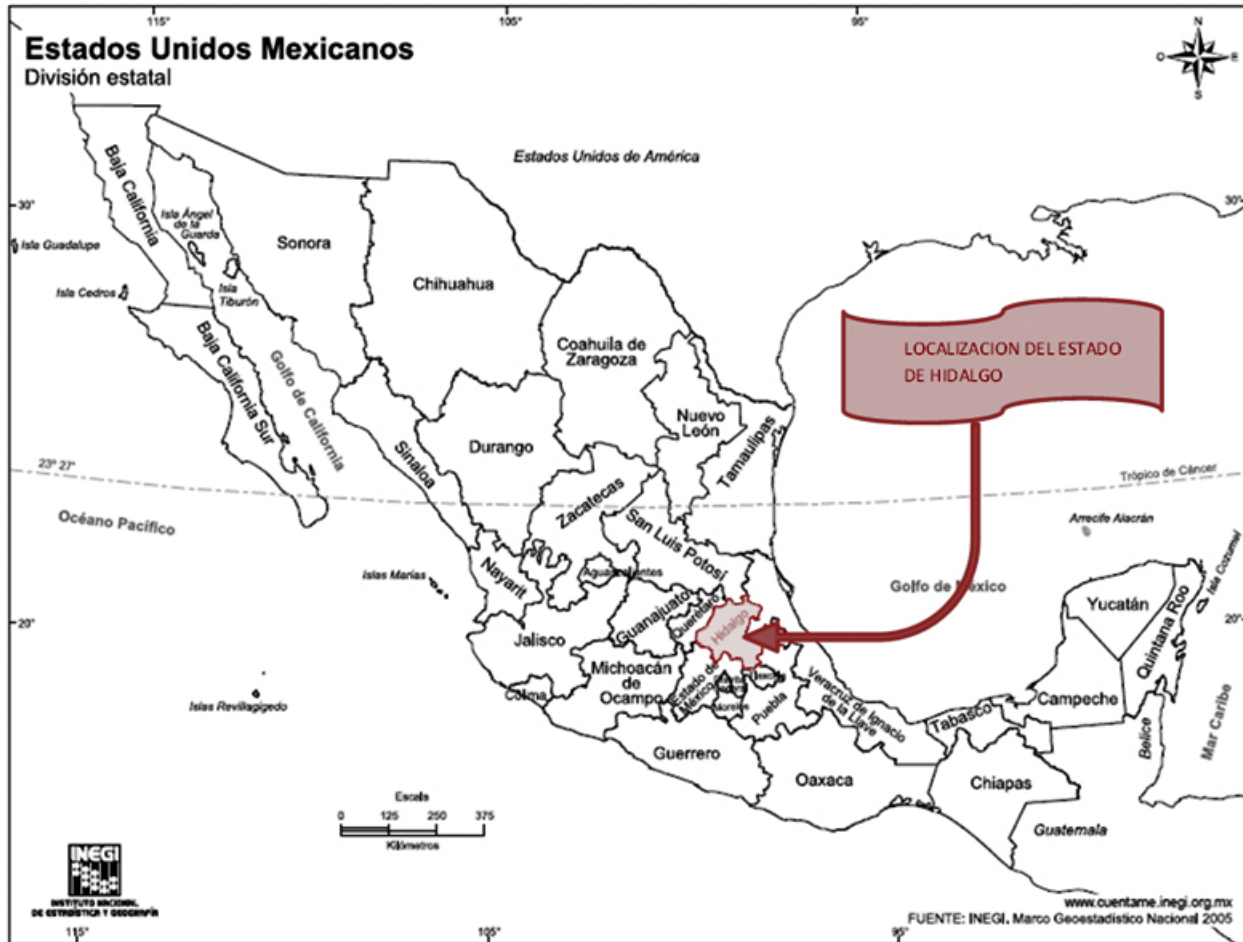 115°
105°
95°
Estados Unidos Mexicanos
División estatal
N
O
E
S
Estados Unidos de América
30°
30°
Baja California
Isla Ángel
de la
Guarda
Sonora
Isla Guadalupe
Isla Cedros
Isla
Tiburón
Chihuahua
Coahuila de
Zaragoza
LOCALIZACION DEL ESTADO
DE HIDALGO
Baja California Sur
Golfo de California
Nuevo
León
Tamaulipas
Durango
Sinaloa
23° 27'
Trópico de Cáncer
Zacatecas
Océano Pacífico
San Luis Potosí
Arrecife Alacrán
Isla Cozumel
Nayarit
Islas Marías
Aguascalientes
Golfo de México
Yucatán
Quintana Roo
Guanajuato
Querétaro
Hidalgo
20°
20°
Jalisco
Michoacán
de
Ocampo
Estado de
México
Morelos
Puebla
Veracruz de Ignacio
de la Llave
Campeche
Colima
Islas Revillagigedo
Tabasco
Belice
Mar Caribe
Guerrero
Oaxaca
Chiapas
Guatemala
Escala
0 125 250 375
Kilómetros
INEGI
INSTITUTO NACIONAL
DE ESTADÍSTICA Y GEOGRAFÍA
www.cuentame.inegi.org.mx
FUENTE: INEGI. Marco Geoestadístico Nacional 2005
115°
105°
95°